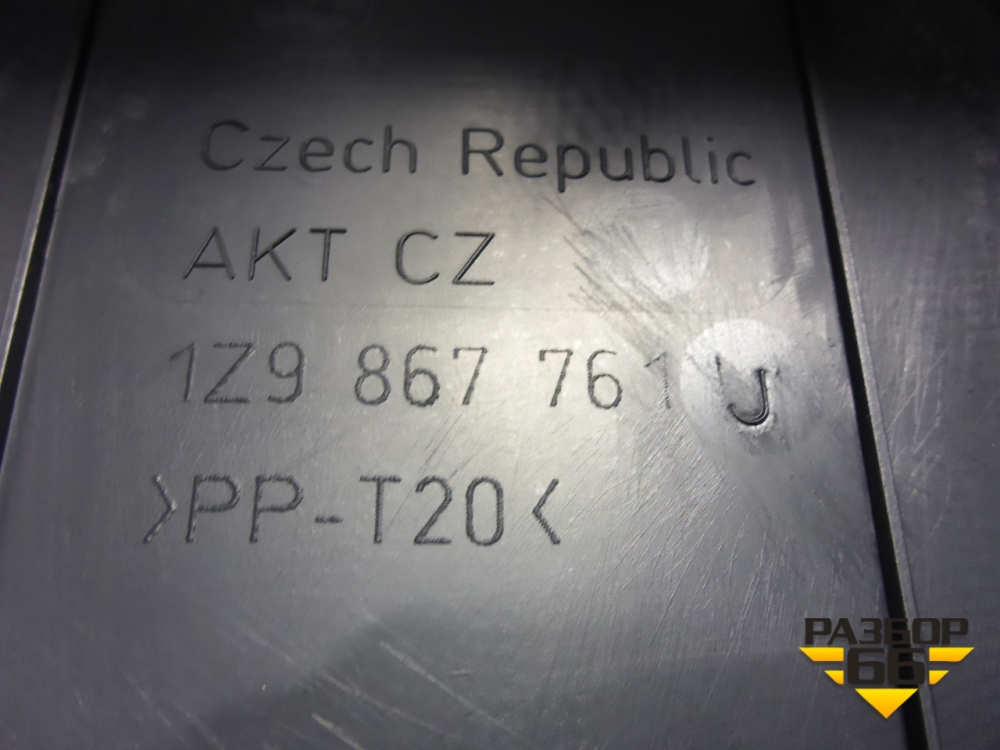 Czech Republic
AKT CZ
1Z9 867 761 J
>PP-T20<
РАЗБОР
66